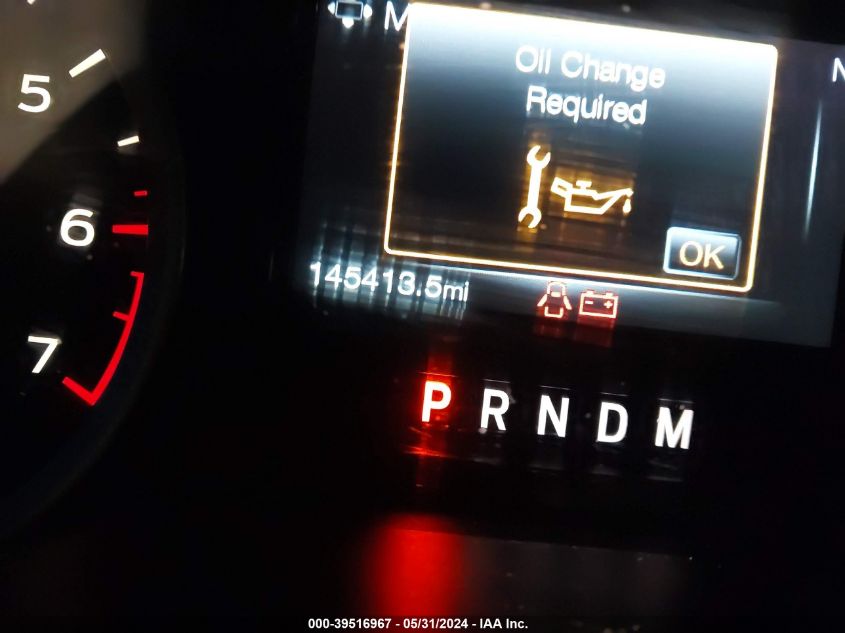 M
N
Oil Change
Required
OK
145413.5mi
5
6
7
P R N D M
000-39516967 - 05/31/2024 - IAA Inc.